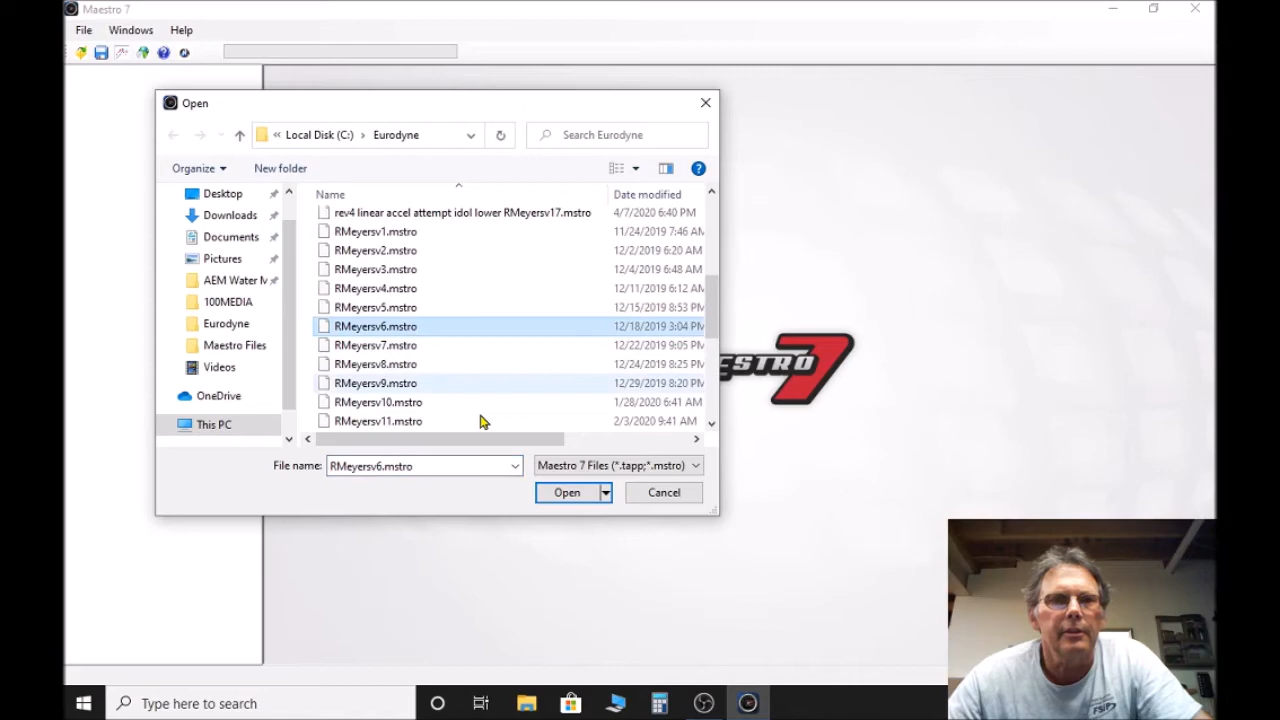 Maestro 7
File Windows Help
Open
« Local Disk (C:) › Eurodyne
Search Eurodyne
Organize New folder
Name Date modified
Desktop
Downloads
Documents
Pictures
AEM Water
100MEDIA
Eurodyne
Maestro Files
Videos
OneDrive
This PC
rev4 linear accel attempt idol lower RMeyersv17.mstro 4/7/2020 6:40 PM
RMeyersv1.mstro 11/24/2019 7:46 AM
RMeyersv2.mstro 12/2/2019 6:20 AM
RMeyersv3.mstro 12/4/2019 6:48 AM
RMeyersv4.mstro 12/11/2019 6:12 AM
RMeyersv5.mstro 12/15/2019 8:53 PM
RMeyersv6.mstro 12/18/2019 3:04 PM
RMeyersv7.mstro 12/22/2019 9:05 PM
RMeyersv8.mstro 12/24/2019 8:25 PM
RMeyersv9.mstro 12/29/2019 8:20 PM
RMeyersv10.mstro 1/28/2020 6:41 AM
RMeyersv11.mstro 2/3/2020 9:41 AM
File name: RMeyersv6.mstro Maestro 7 Files (*.tapp;*.mstro)
Open Cancel
ESTRO 7
Type here to search